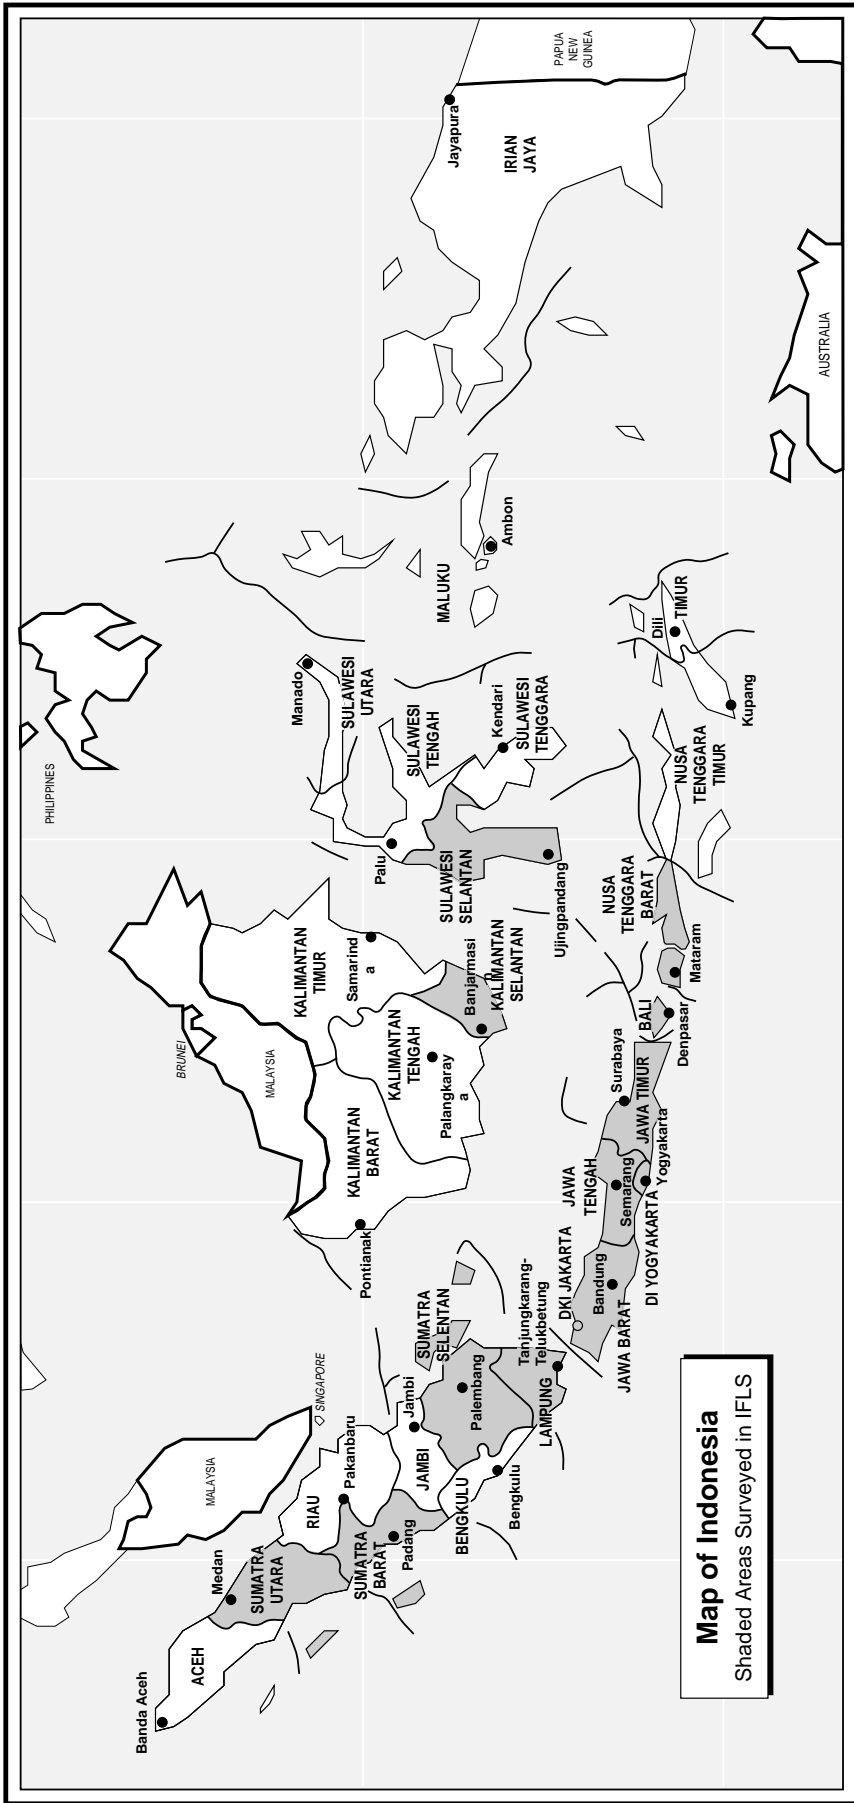 Map of Indonesia
Shaded Areas Surveyed in IFLS
Banda Aceh
ACEH
Medan
SUMATRA
UTARA
MALAYSIA
SINGAPORE
RIAU
Pakanbaru
SUMATRA
BARAT
Padang
Jambi
JAMBI
BENGKULU
Bengkulu
SUMATRA
SELENTAN
Palembang
LAMPUNG
Tanjungkarang-
Telukbetung
DKI JAKARTA
Bandung
JAWA BARAT
JAWA
TENGAH
Semarang
DI YOGYAKARTA
Yogyakarta
Surabaya
JAWA TIMUR
BALI
Denpasar
Mataram
NUSA
TENGGARA
BARAT
NUSA
TENGGARA
TIMUR
Kupang
Dili
TIMUR
Pontianak
KALIMANTAN
BARAT
MALAYSIA
BRUNEI
KALIMANTAN
TENGAH
Palangkaray
a
KALIMANTAN
TIMUR
Samarind
a
Banjarmasi
n
KALIMANTAN
SELANTAN
PHILIPPINES
Palu
SULAWESI
SELANTAN
Ujingpandang
Manado
SULAWESI
UTARA
SULAWESI
TENGAH
Kendari
SULAWESI
TENGGARA
MALUKU
Ambon
Jayapura
IRIAN
JAYA
PAPUA
NEW
GUINEA
AUSTRALIA